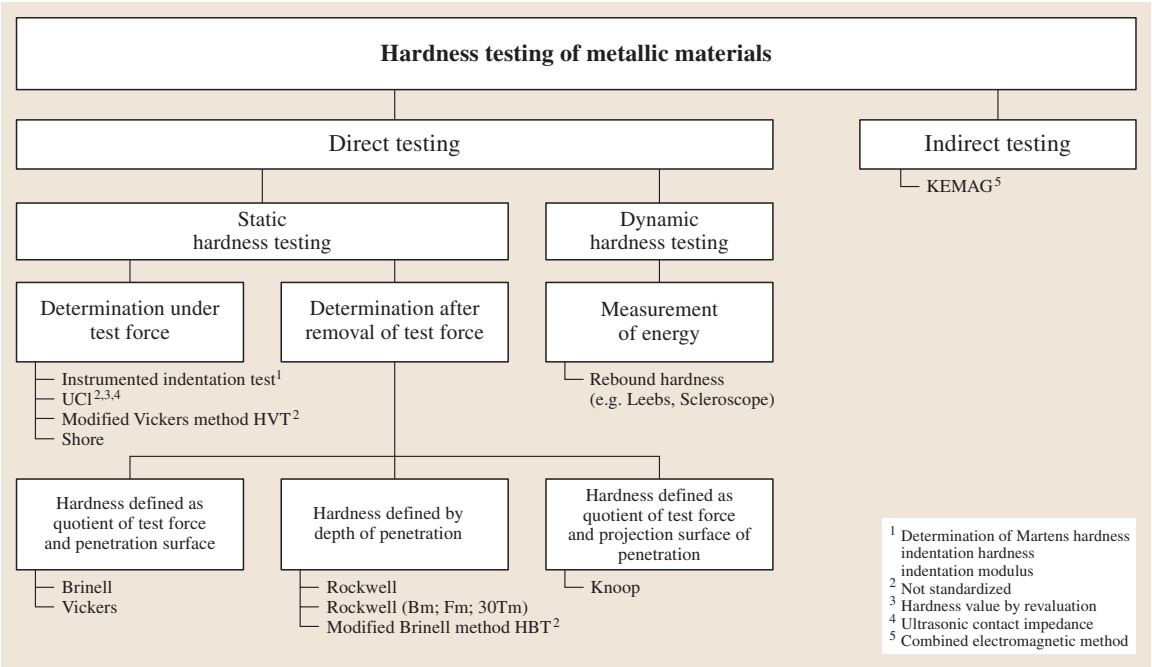 Hardness testing of metallic materials
Direct testing
Indirect testing
KEMAG⁵
Static
hardness testing
Dynamic
hardness testing
Determination under
test force
Determination after
removal of test force
Measurement
of energy
Instrumented indentation test¹
UCl²,³,⁴
Modified Vickers method HVT²
Shore
Rebound hardness
(e.g. Leebs, Scleroscope)
Hardness defined as
quotient of test force
and penetration surface
Hardness defined by
depth of penetration
Hardness defined as
quotient of test force
and projection surface of
penetration
Brinell
Vickers
Rockwell
Rockwell (Bm; Fm; 30Tm)
Modified Brinell method HBT²
Knoop
¹ Determination of Martens hardness
indentation hardness
indentation modulus
² Not standardized
³ Hardness value by revaluation
⁴ Ultrasonic contact impedance
⁵ Combined electromagnetic method